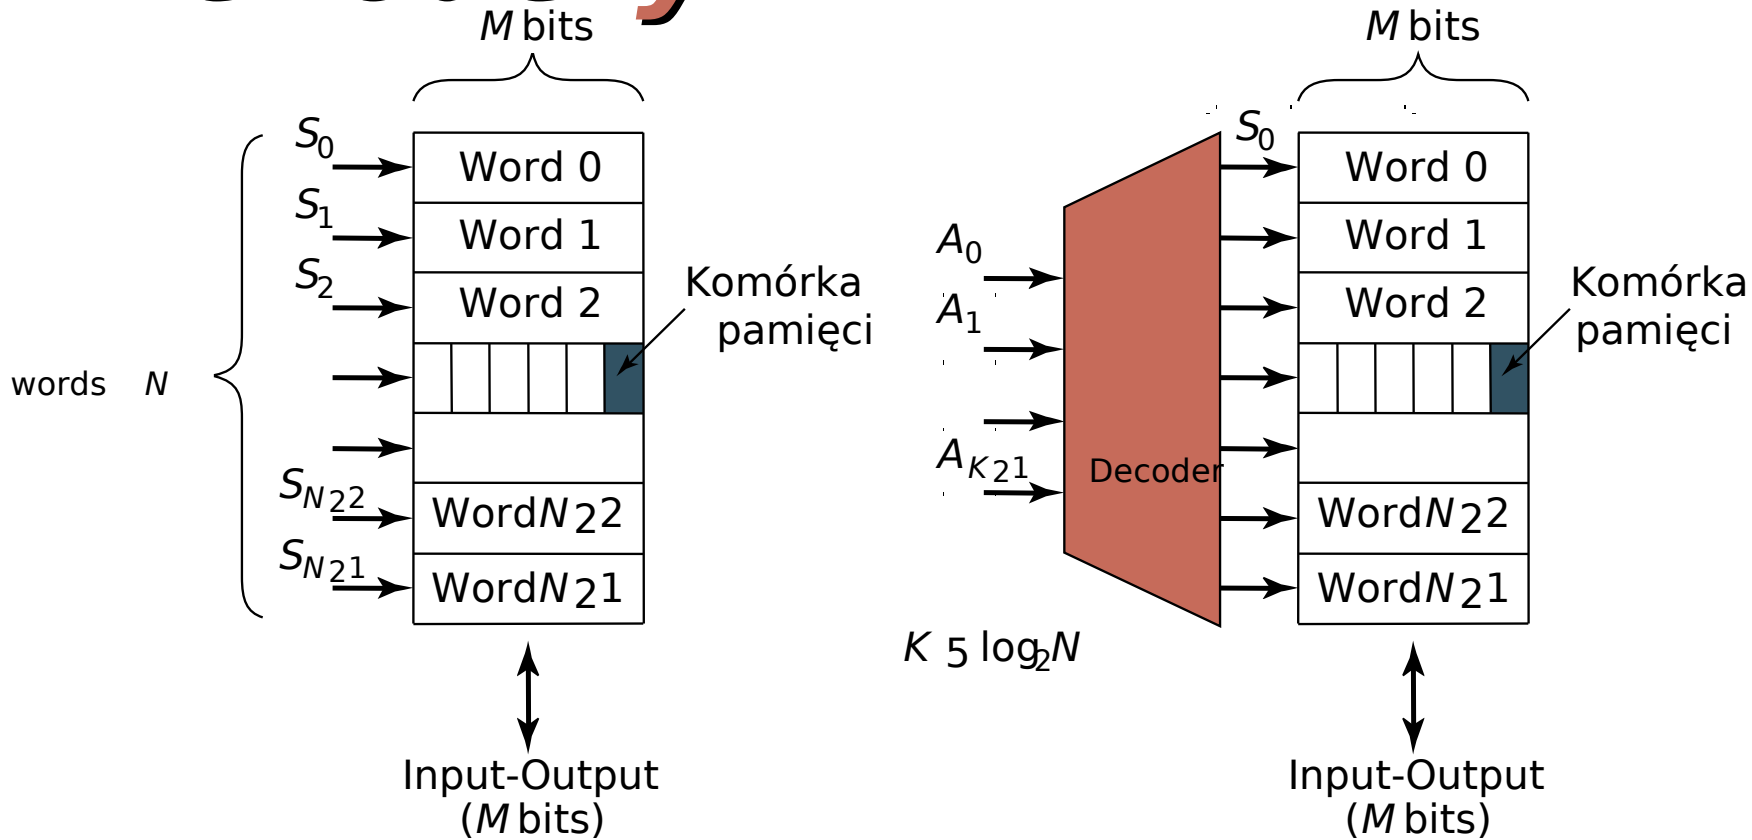 M bits
S0
Word 0
S1
Word 1
S2
Word 2
Komórka
pamięci
words N
SN22
WordN22
SN21
WordN21
Input-Output
(M bits)
M bits
S0
Word 0
A0
Word 1
A1
Word 2
Komórka
pamięci
AK21
Decoder
WordN22
WordN21
K 5 log2N
Input-Output
(M bits)